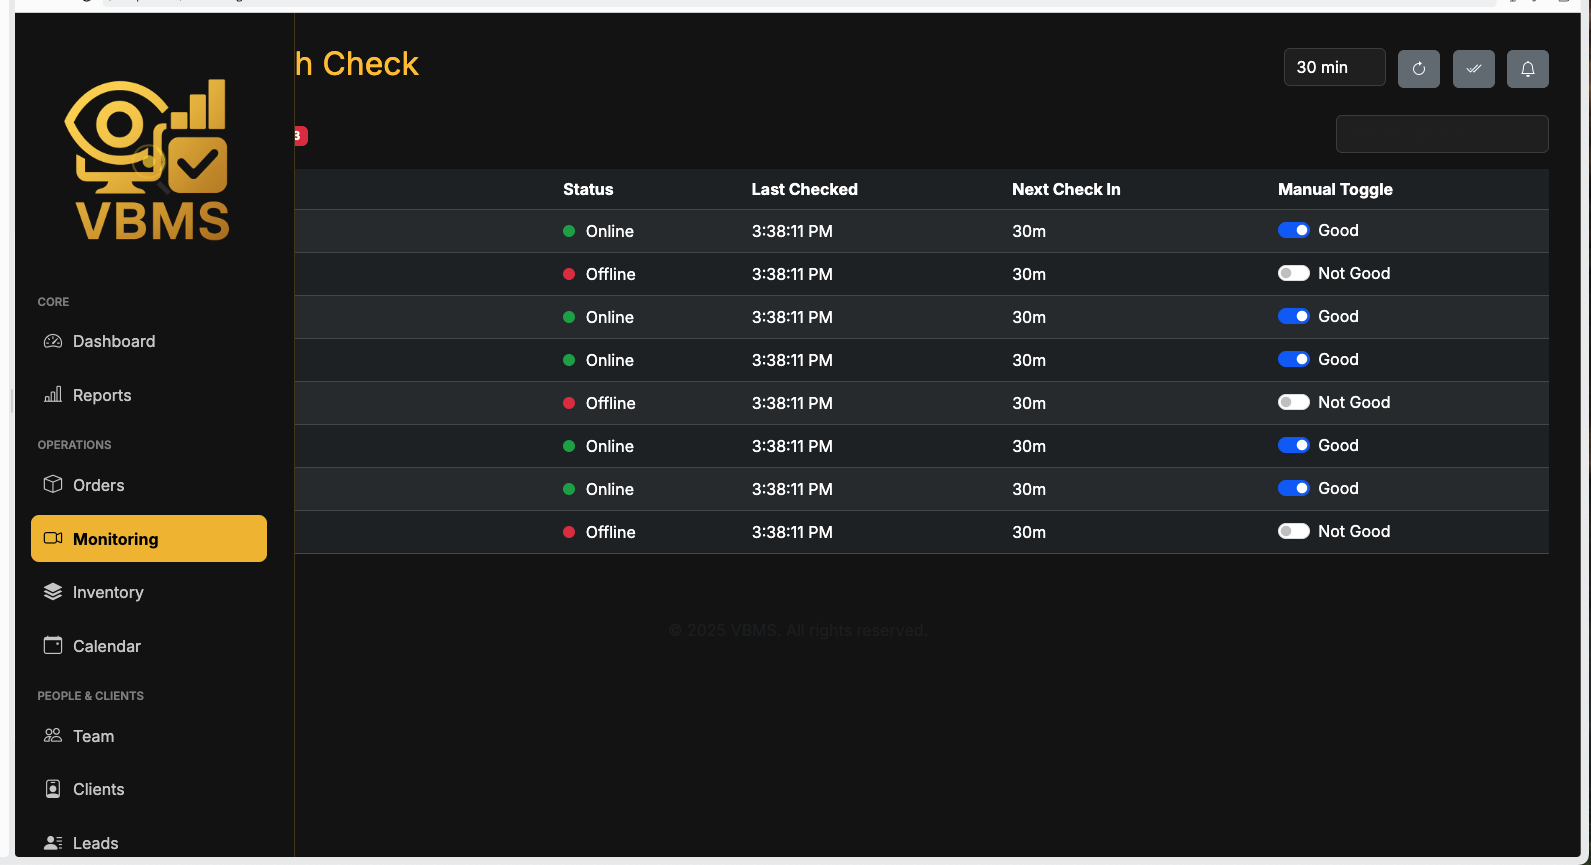 VBMS
CORE
Dashboard
Reports
OPERATIONS
Orders
Monitoring
Inventory
Calendar
PEOPLE & CLIENTS
Team
Clients
Leads
h Check
30 min
3
Status Last Checked Next Check In Manual Toggle
Online 3:38:11 PM 30m Good
Offline 3:38:11 PM 30m Not Good
Online 3:38:11 PM 30m Good
Online 3:38:11 PM 30m Good
Offline 3:38:11 PM 30m Not Good
Online 3:38:11 PM 30m Good
Online 3:38:11 PM 30m Good
Offline 3:38:11 PM 30m Not Good
© 2025 VBMS. All rights reserved.